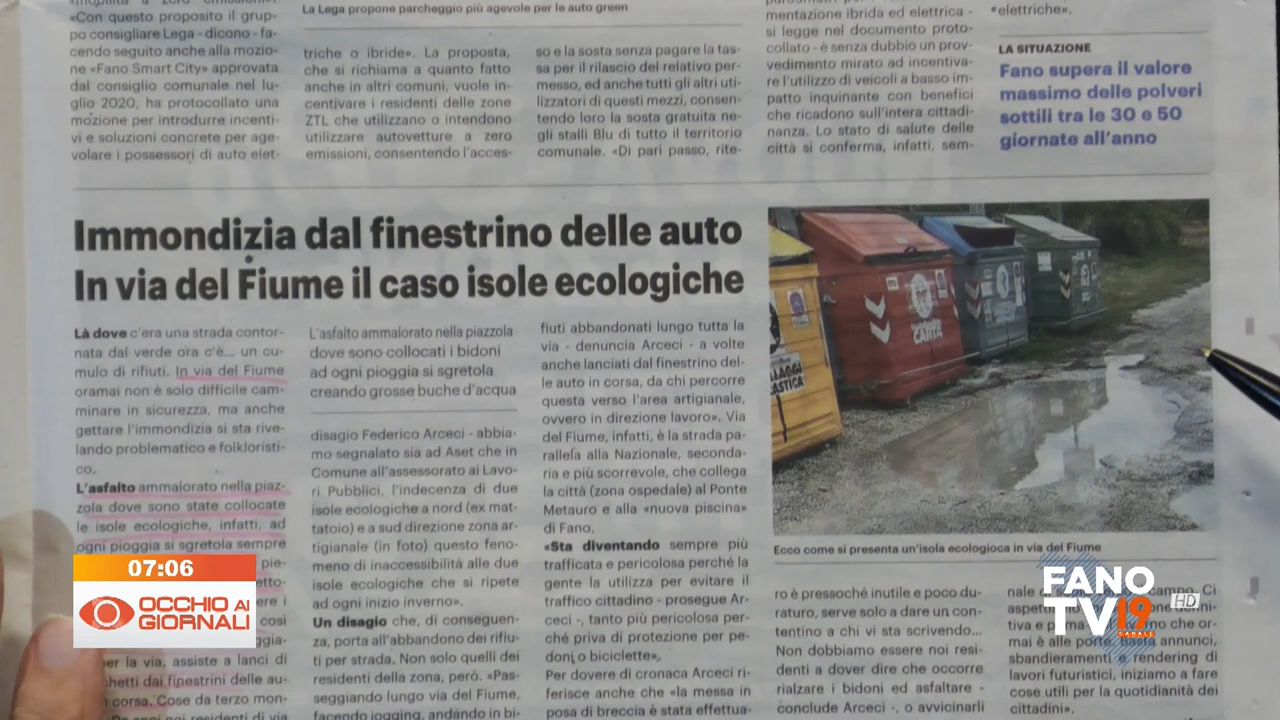 «Con questo proposito il grup-
po consigliare Lega - dicono - fa-
cendo seguito anche alla mozio-
ne «Fano Smart City» approvata
dal consiglio comunale nel lu-
glio 2020, ha protocollato una
mozione per introdurre incenti-
vi e soluzioni concrete per age-
volare i possessori di auto elet-
La Lega propone parcheggio più agevole per le auto green
triche o ibride». La proposta,
che si richiama a quanto fatto
anche in altri comuni, vuole in-
centivare i residenti delle zone
ZTL che utilizzano o intendono
utilizzare autovetture a zero
emissioni, consentendo l'acces-
so e la sosta senza pagare la tas-
sa per il rilascio del relativo per-
messo, ed anche tutti gli altri uti-
lizzatori di questi mezzi, consen-
tendo loro la sosta gratuita ne-
gli stalli Blu di tutto il territorio
comunale. «Di pari passo, rite-
mentazione ibrida ed elettrica -
si legge nel documento proto-
collato - è senza dubbio un prov-
vedimento mirato ad incentiva-
re l'utilizzo di veicoli a basso im-
patto inquinante con benefici
che ricadono sull'intera cittadi-
nanza. Lo stato di salute delle
città si conferma, infatti, sem-
elettriche».
LA SITUAZIONE
Fano supera il valore
massimo delle polveri
sottili tra le 30 e 50
giornate all'anno
Immondizia dal finestrino delle auto
In via del Fiume il caso isole ecologiche
Là dove c'era una strada contor-
nata dal verde ora c'è... un cu-
mulo di rifiuti. In via del Fiume
oramai non è solo difficile cam-
minare in sicurezza, ma anche
gettare l'immondizia si sta rive-
lando problematico e folkloristi-
co.
L'asfalto ammalorato nella piaz-
zola dove sono state collocate
le isole ecologiche, infatti, ad
ogni pioggia si sgretola sempre
pie-
etto-
ere i
così
gia-
per la via, assiste a lanci di
chetti dai finestrini delle au-
corsa. Cose da terzo mon-
L'asfalto ammalorato nella piazzola
dove sono collocati i bidoni
ad ogni pioggia si sgretola
creando grosse buche d'acqua
disagio Federico Arceci - abbia-
mo segnalato sia ad Aset che in
Comune all'assessorato ai Lavo-
ri Pubblici, l'indecenza di due
isole ecologiche a nord (ex mat-
tatoio) e a sud direzione zona ar-
tigianale (in foto) questo feno-
meno di inaccessibilità alle due
isole ecologiche che si ripete
ad ogni inizio inverno».
Un disagio che, di conseguen-
za, porta all'abbandono dei rifiu-
ti per strada. Non solo quelli dei
residenti della zona, però. «Pas-
seggiando lungo via del Fiume,
facendo jogging, andando in bi-
fiuti abbandonati lungo tutta la
via - denuncia Arceci - a volte
anche lanciati dal finestrino del-
le auto in corsa, da chi percorre
questa verso l'area artigianale,
ovvero in direzione lavoro». Via
del Fiume, infatti, è la strada pa-
rallela alla Nazionale, seconda-
ria e più scorrevole, che collega
la città (zona ospedale) al Ponte
Metauro e alla «nuova piscina»
di Fano.
«Sta diventando sempre più
trafficata e pericolosa perché la
gente la utilizza per evitare il
traffico cittadino - prosegue Ar-
ceci -, tanto più pericolosa per-
ché priva di protezione per pe-
doni o biciclette».
Per dovere di cronaca Arceci ri-
ferisce anche che «la messa in
posa di breccia è stata effettua-
CARTA
Ecco come si presenta un'isola ecologioca in via del Fiume
ro è pressoché inutile e poco du-
raturo, serve solo a dare un con-
tentino a chi vi sta scrivendo...
Non dobbiamo essere noi resi-
denti a dover dire che occorre
rialzare i bidoni ed asfaltare -
conclude Arceci -, o avvicinarli
mai è alle porte. Basta annunci,
sbandieramenti e rendering di
lavori futuristici, iniziamo a fare
cose utili per la quotidianità dei
cittadini».
07:06
OCCHIO AI
GIORNALI
FANO
TV19 HD
CANALE